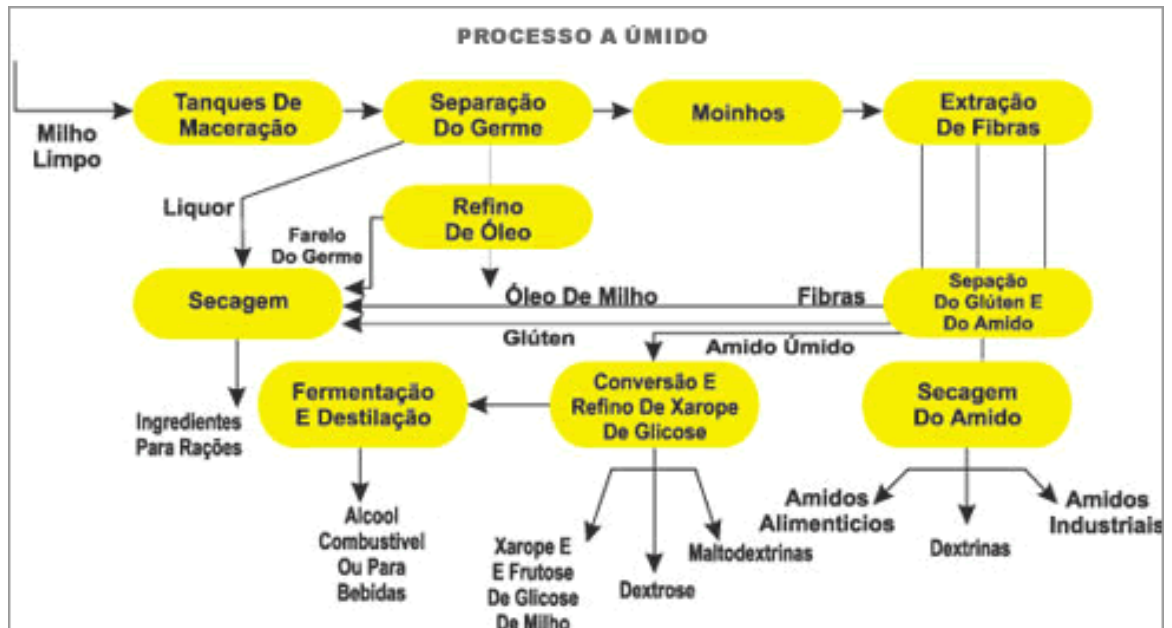 PROCESSO A ÚMIDO
Tanques De
Maceração
Separação
Do Germe
Moinhos
Extração
De Fibras
Milho
Limpo
Liquor
Refino
De Óleo
Farelo
Do Germe
Secagem
Óleo De Milho
Fibras
Sepação
Do Glúten E
Do Amido
Glúten
Amido Úmido
Fermentação
E Destilação
Conversão E
Refino De Xarope
De Glicose
Secagem
Do Amido
Ingredientes
Para Rações
Alcool
Combustivel
Ou Para
Bebidas
Xarope E
E Frutose
De Glicose
De Milho
Dextrose
Maltodextrinas
Amidos
Alimenticios
Dextrinas
Amidos
Industriais